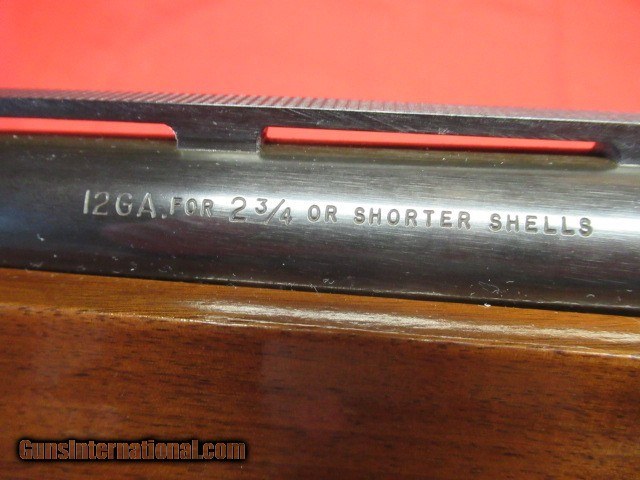 12GA. FOR 2 3/4 OR SHORTER SHELLS
GunsInternational.com